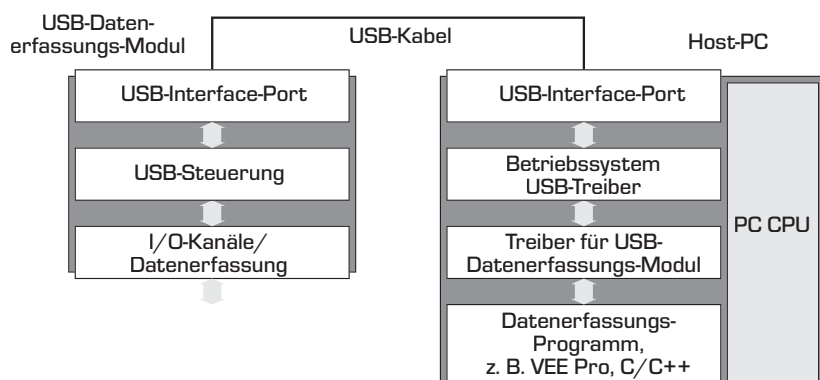 USB-Daten-
erfassungs-Modul
USB-Kabel
Host-PC
USB-Interface-Port
USB-Steuerung
I/O-Kanäle/
Datenerfassung
USB-Interface-Port
Betriebssystem
USB-Treiber
Treiber für USB-
Datenerfassungs-Modul
Datenerfassungs-
Programm,
z. B. VEE Pro, C/C++
PC CPU